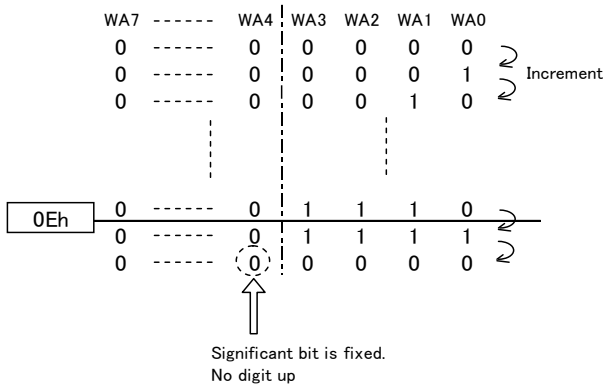 WA7 ------ WA4 WA3 WA2 WA1 WA0
0 ------ 0 0 0 0 0
0 ------ 0 0 0 0 1 Increment
0 ------ 0 0 0 1 0
0 ------ 0 1 1 1 0
0Eh
0 ------ 0 1 1 1 1
0 ------ 0 0 0 0 0
Significant bit is fixed.
No digit up